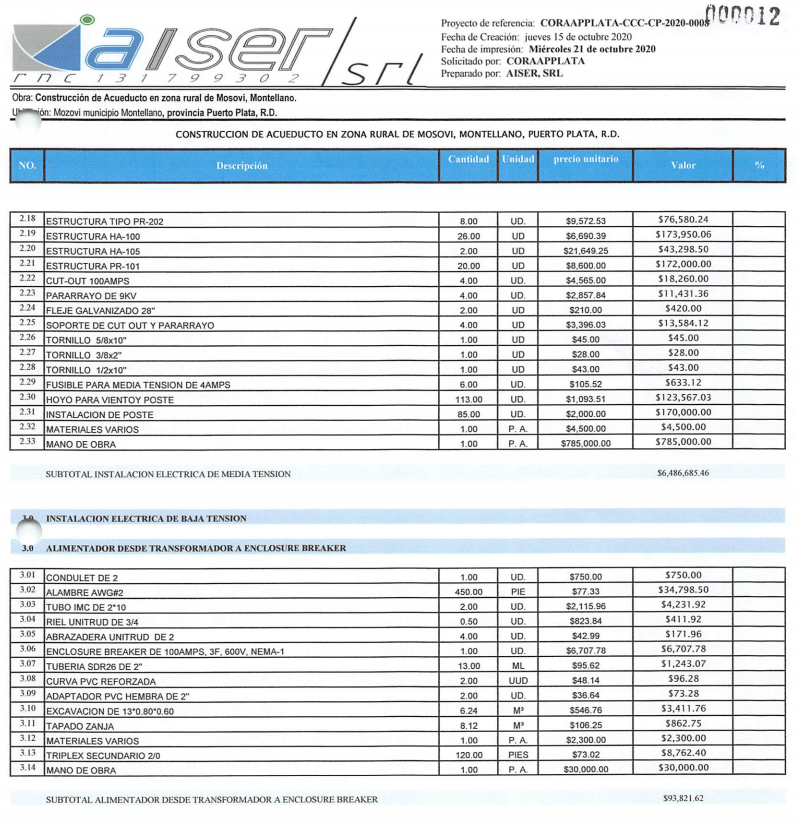 000012
aiser/srl
rnc 131799302
Proyecto de referencia: CORAAPPLATA-CCC-CP-2020-0008
Fecha de Creación: jueves 15 de octubre 2020
Fecha de impresión: Miércoles 21 de octubre 2020
Solicitado por: CORAAPPLATA
Preparado por: AISER, SRL
Obra: Construcción de Acueducto en zona rural de Mosovi, Montellano.
Mozovi municipio Montellano, provincia Puerto Plata, R.D.
CONSTRUCCION DE ACUEDUCTO EN ZONA RURAL DE MOSOVI, MONTELLANO, PUERTO PLATA, R.D.
NO. Descripción Cantidad Unidad precio unitario Valor %
2.18 ESTRUCTURA TIPO PR-202 8.00 UD. $9,572.53 $76,580.24
2.19 ESTRUCTURA HA-100 26.00 UD $6,690.39 $173,950.06
2.20 ESTRUCTURA HA-105 2.00 UD $21,649.25 $43,298.50
2.21 ESTRUCTURA PR-101 20.00 UD $8,600.00 $172,000.00
2.22 CUT-OUT 100AMPS 4.00 UD. $4,565.00 $18,260.00
2.23 PARARRAYO DE 9KV 4.00 UD. $2,857.84 $11,431.36
2.24 FLEJE GALVANIZADO 28" 2.00 UD $210.00 $420.00
2.25 SOPORTE DE CUT OUT Y PARARRAYO 4.00 UD $3,396.03 $13,584.12
2.26 TORNILLO 5/8x10" 1.00 UD $45.00 $45.00
2.27 TORNILLO 3/8x2" 1.00 UD $28.00 $28.00
2.28 TORNILLO 1/2x10" 1.00 UD $43.00 $43.00
2.29 FUSIBLE PARA MEDIA TENSION DE 4AMPS 6.00 UD. $105.52 $633.12
2.30 HOYO PARA VIENTOY POSTE 113.00 UD $1,093.51 $123,567.03
2.31 INSTALACION DE POSTE 85.00 UD. $2,000.00 $170,000.00
2.32 MATERIALES VARIOS 1.00 P. A. $4,500.00 $4,500.00
2.33 MANO DE OBRA 1.00 P. A. $785,000.00 $785,000.00
SUBTOTAL INSTALACION ELECTRICA DE MEDIA TENSION $6,486,685.46
3.0 INSTALACION ELECTRICA DE BAJA TENSION
3.0 ALIMENTADOR DESDE TRANSFORMADOR A ENCLOSURE BREAKER
3.01 CONDULET DE 2 1.00 UD. $750.00 $750.00
3.02 ALAMBRE AWG#2 450.00 PIE $77.33 $34,798.50
3.03 TUBO IMC DE 2*10 2.00 UD. $2,115.96 $4,231.92
3.04 RIEL UNITRUD DE 3/4 0.50 UD. $823.84 $411.92
3.05 ABRAZADERA UNITRUD DE 2 4.00 UD. $42.99 $171.96
3.06 ENCLOSURE BREAKER DE 100AMPS, 3F, 600V, NEMA-1 1.00 UD. $6,707.78 $6,707.78
3.07 TUBERIA SDR26 DE 2" 13.00 ML $95.62 $1,243.07
3.08 CURVA PVC REFORZADA 2.00 UUD $48.14 $96.28
3.09 ADAPTADOR PVC HEMBRA DE 2" 2.00 UD. $36.64 $73.28
3.10 EXCAVACION DE 13*0.80*0.60 6.24 M³ $546.76 $3,411.76
3.11 TAPADO ZANJA 8.12 M³ $106.25 $862.75
3.12 MATERIALES VARIOS 1.00 P. A. $2,300.00 $2,300.00
3.13 TRIPLEX SECUNDARIO 2/0 120.00 PIES $73.02 $8,762.40
3.14 MANO DE OBRA 1.00 P. A. $30,000.00 $30,000.00
SUBTOTAL ALIMENTADOR DESDE TRANSFORMADOR A ENCLOSURE BREAKER $93,821.62